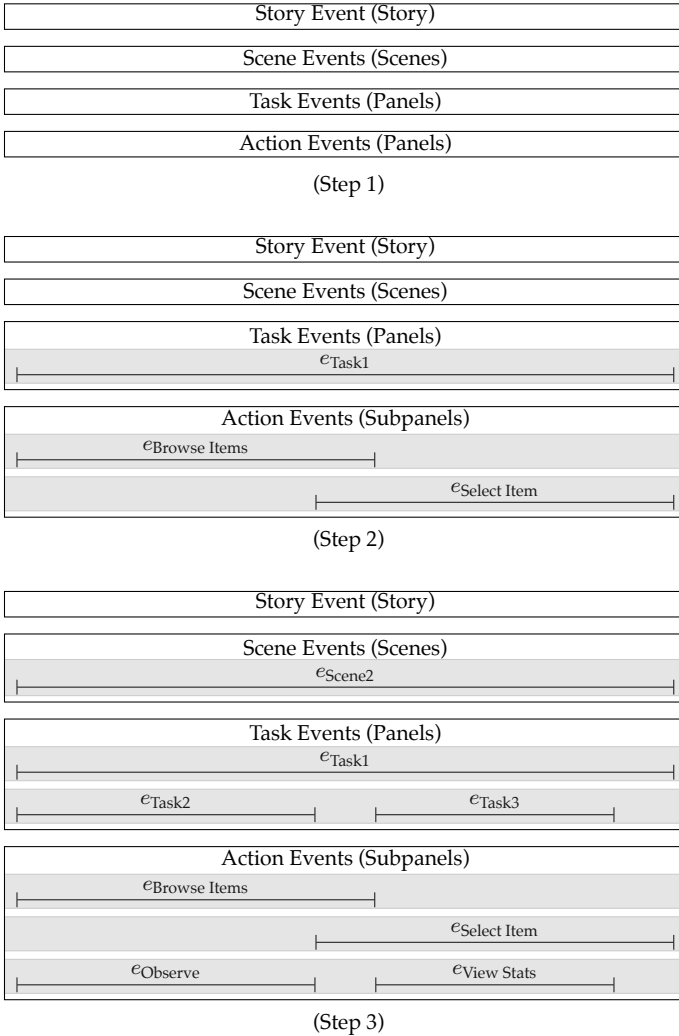 Story Event (Story)
Scene Events (Scenes)
Task Events (Panels)
Action Events (Panels)
(Step 1)
Story Event (Story)
Scene Events (Scenes)
Task Events (Panels)
eTask1
Action Events (Subpanels)
eBrowse Items
eSelect Item
(Step 2)
Story Event (Story)
Scene Events (Scenes)
eScene2
Task Events (Panels)
eTask1
eTask2 eTask3
Action Events (Subpanels)
eBrowse Items
eSelect Item
eObserve eView Stats
(Step 3)